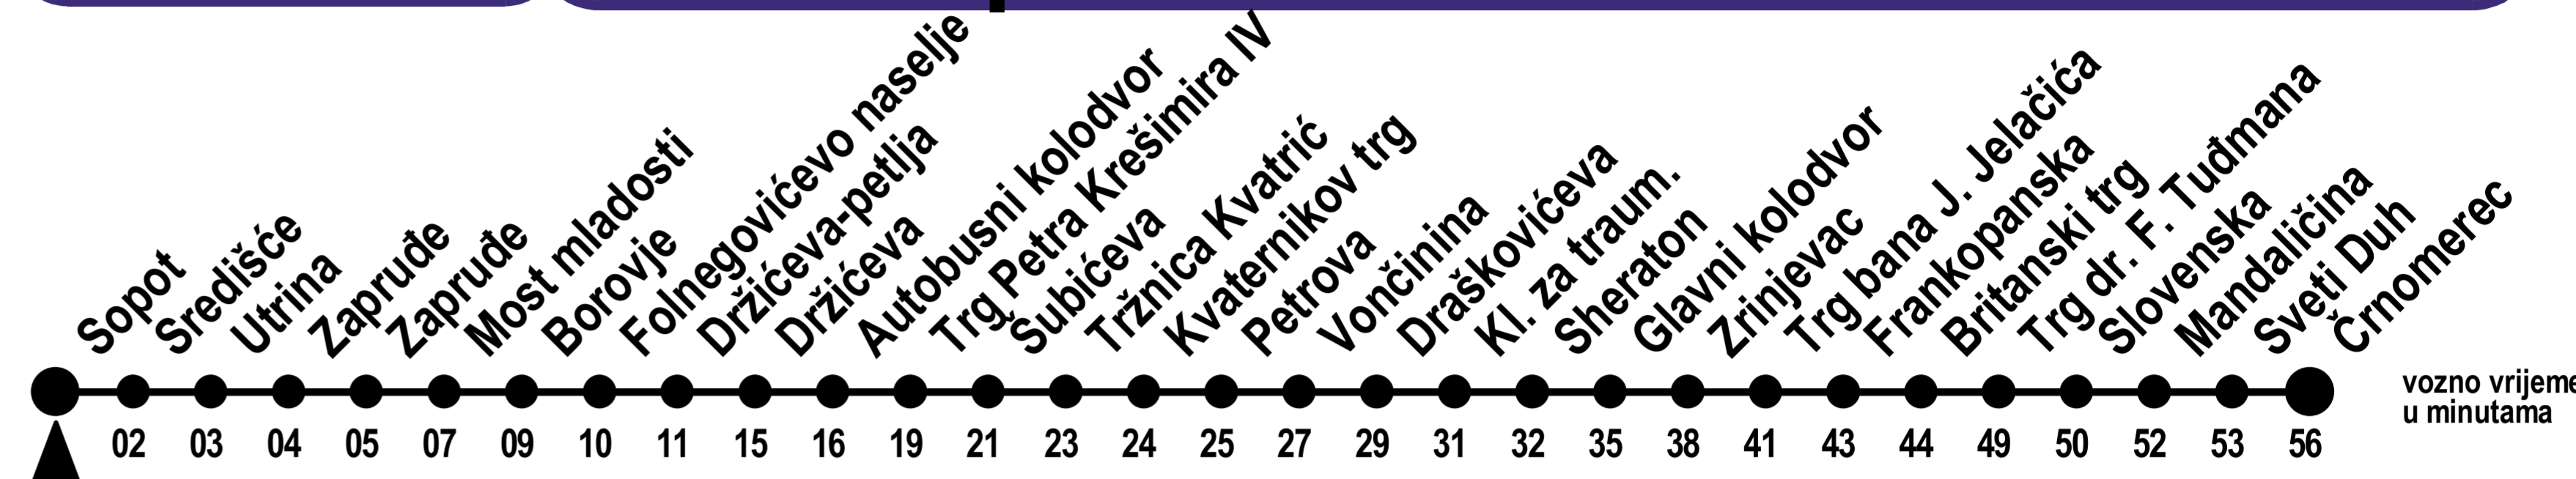 Sopot
Središće
Utrina
Zapruđe
Zapruđe
Most mladosti
Borovje
Folnegovićevo naselje
Držićeva-petlja
Držićeva
Autobusni kolodvor
Trg Petra Krešimira IV
Šubićeva
Tržnica Kvatrić
Kvaternikov trg
Petrova
Vončinina
Draškovićeva
Kl. za traum.
Sheraton
Glavni kolodvor
Zrinjevac
Trg bana J. Jelačića
Frankopanska
Britanski trg
Trg dr. F. Tuđmana
Slovenska
Mandaličina
Sveti Duh
Črnomerec
02 03 04 05 07 09 10 11 15 16 19 21 23 24 25 27 29 31 32 35 38 41 43 44 49 50 52 53 56
vozno vrijeme
u minutama